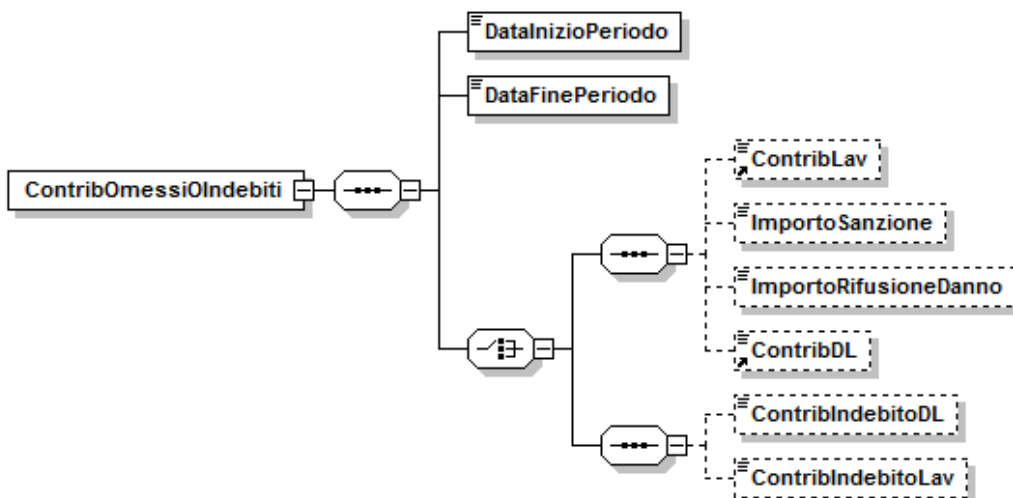 DataInizioPeriodo
DataFinePeriodo
ContribOmessiOIndebiti
ContribLav
ImportoSanzione
ImportoRifusioneDanno
ContribDL
ContribIndebitoDL
ContribIndebitoLav